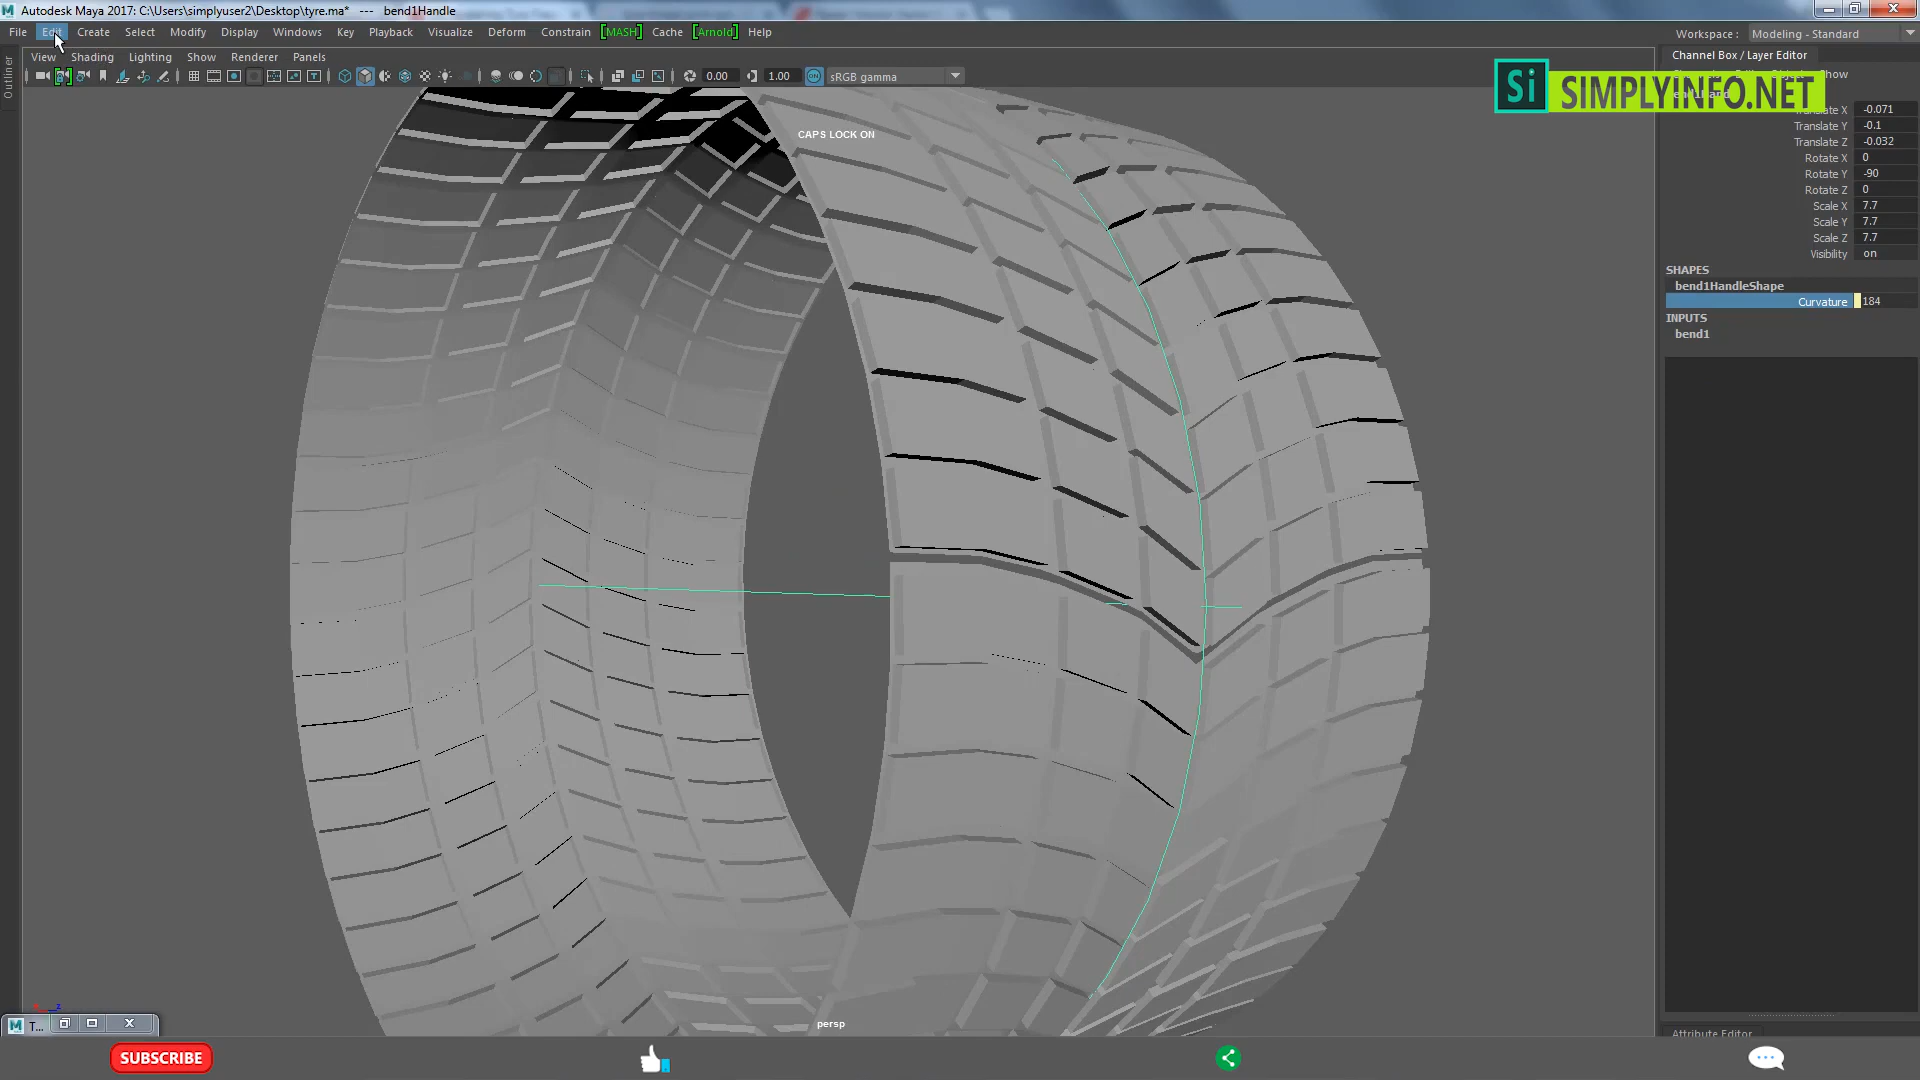 Autodesk Maya 2017: C:\Users\simplyuser2\Desktop\tyre.ma*   ---   bend1Handle
File Edit Create Select Modify Display Windows Key Playback Visualize Deform Constrain [MASH] Cache [Arnold] Help
Workspace : Modeling - Standard
Outliner
View Shading Lighting Show Renderer Panels
0.00 1.00 ON sRGB gamma
Channel Box / Layer Editor
Show
Si SIMPLYINFO.NET
CAPS LOCK ON
Translate X -0.071
Translate Y -0.1
Translate Z -0.032
Rotate X 0
Rotate Y -90
Rotate Z 0
Scale X 7.7
Scale Y 7.7
Scale Z 7.7
Visibility on
SHAPES
bend1HandleShape
Curvature 184
INPUTS
bend1
z
M T...
persp
Attribute Editor
SUBSCRIBE